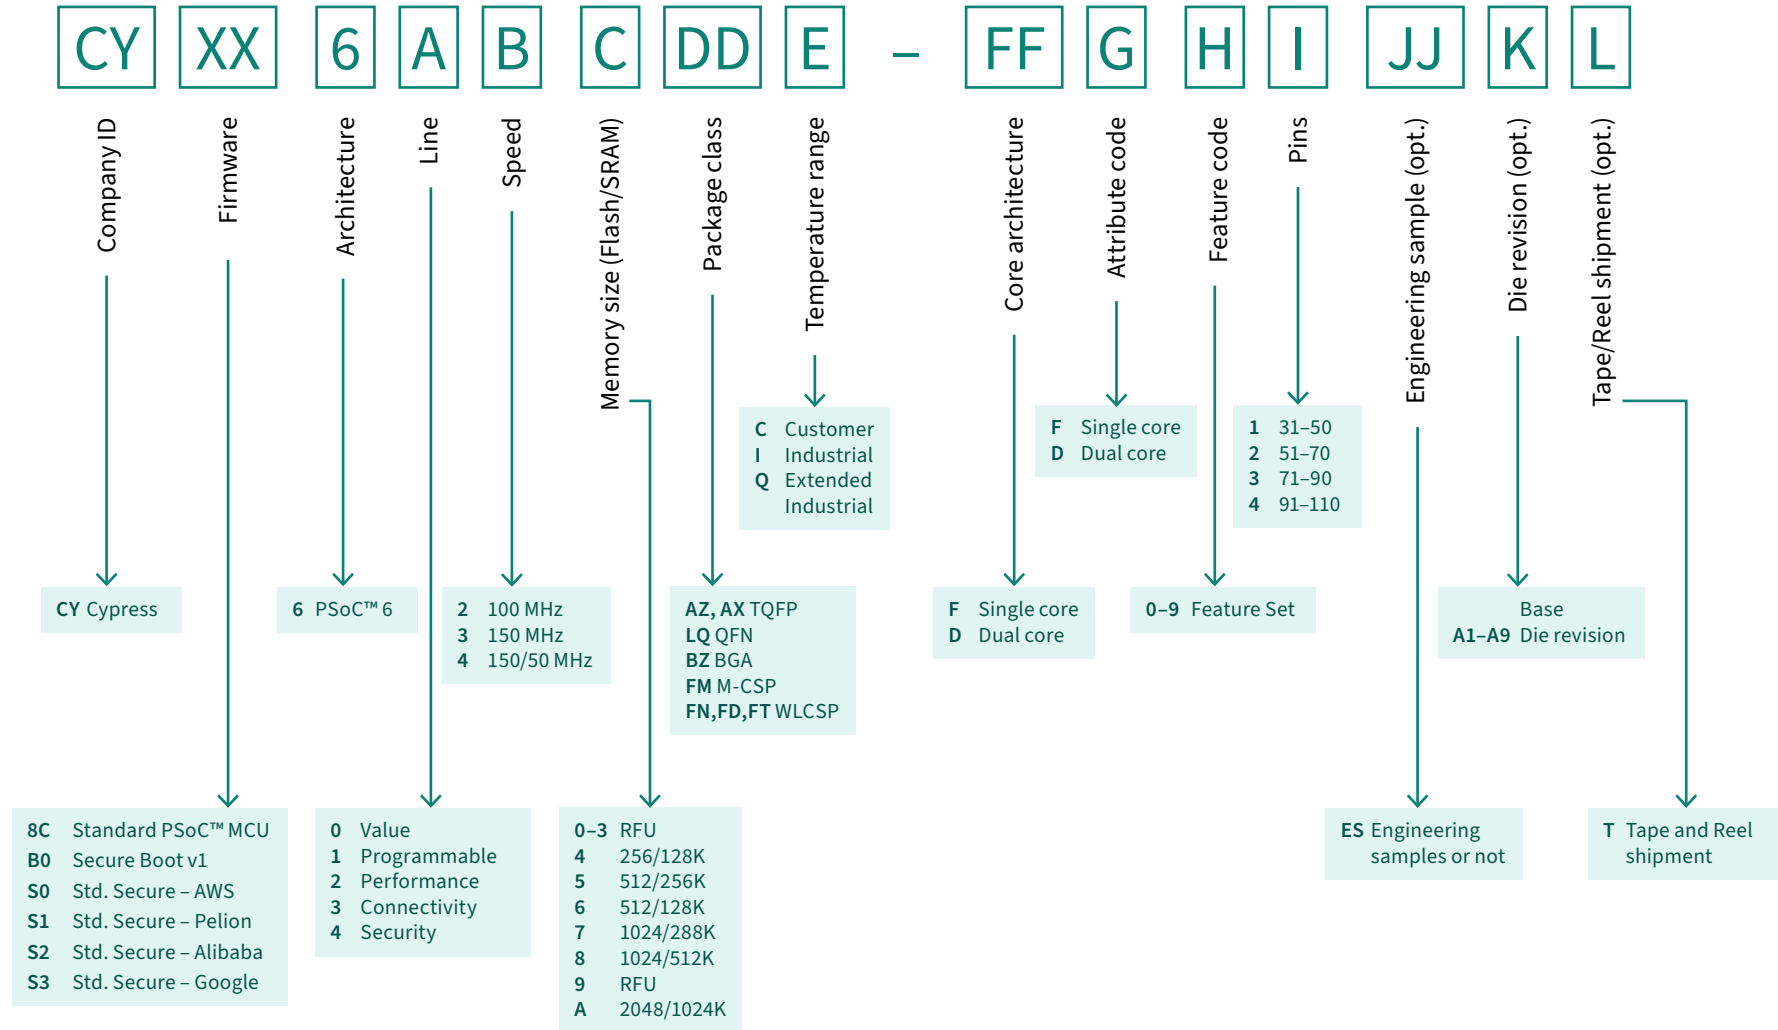 CY XX 6 A B C DD E – FF G H I JJ K L
Company ID
Firmware
Architecture
Line
Speed
Memory size (Flash/SRAM)
Package class
Temperature range
Core architecture
Attribute code
Feature code
Pins
Engineering sample (opt.)
Die revision (opt.)
Tape/Reel shipment (opt.)
C Customer
I Industrial
Q Extended
Industrial
F Single core
D Dual core
1 31–50
2 51–70
3 71–90
4 91–110
CY Cypress
6 PSoC™ 6
2 100 MHz
3 150 MHz
4 150/50 MHz
AZ, AX TQFP
LQ QFN
BZ BGA
FM M-CSP
FN,FD,FT WLCSP
F Single core
D Dual core
0–9 Feature Set
Base
A1–A9 Die revision
8C Standard PSoC™ MCU
B0 Secure Boot v1
S0 Std. Secure – AWS
S1 Std. Secure – Pelion
S2 Std. Secure – Alibaba
S3 Std. Secure – Google
0 Value
1 Programmable
2 Performance
3 Connectivity
4 Security
0–3 RFU
4 256/128K
5 512/256K
6 512/128K
7 1024/288K
8 1024/512K
9 RFU
A 2048/1024K
ES Engineering
samples or not
T Tape and Reel
shipment